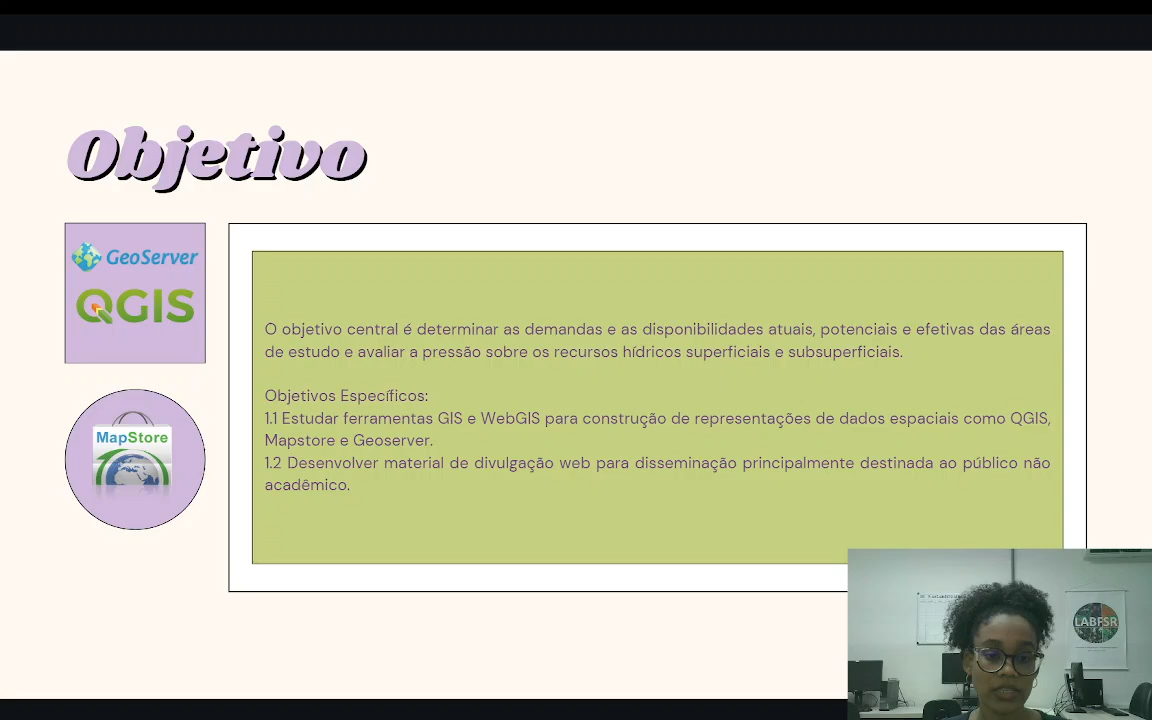 Objetivo
GeoServer
QGIS
MapStore
O objetivo central é determinar as demandas e as disponibilidades atuais, potenciais e efetivas das áreas
de estudo e avaliar a pressão sobre os recursos hídricos superficiais e subsuperficiais.
Objetivos Específicos:
1.1 Estudar ferramentas GIS e WebGIS para construção de representações de dados espaciais como QGIS,
Mapstore e Geoserver.
1.2 Desenvolver material de divulgação web para disseminação principalmente destinada ao público não
acadêmico.
LABFSR